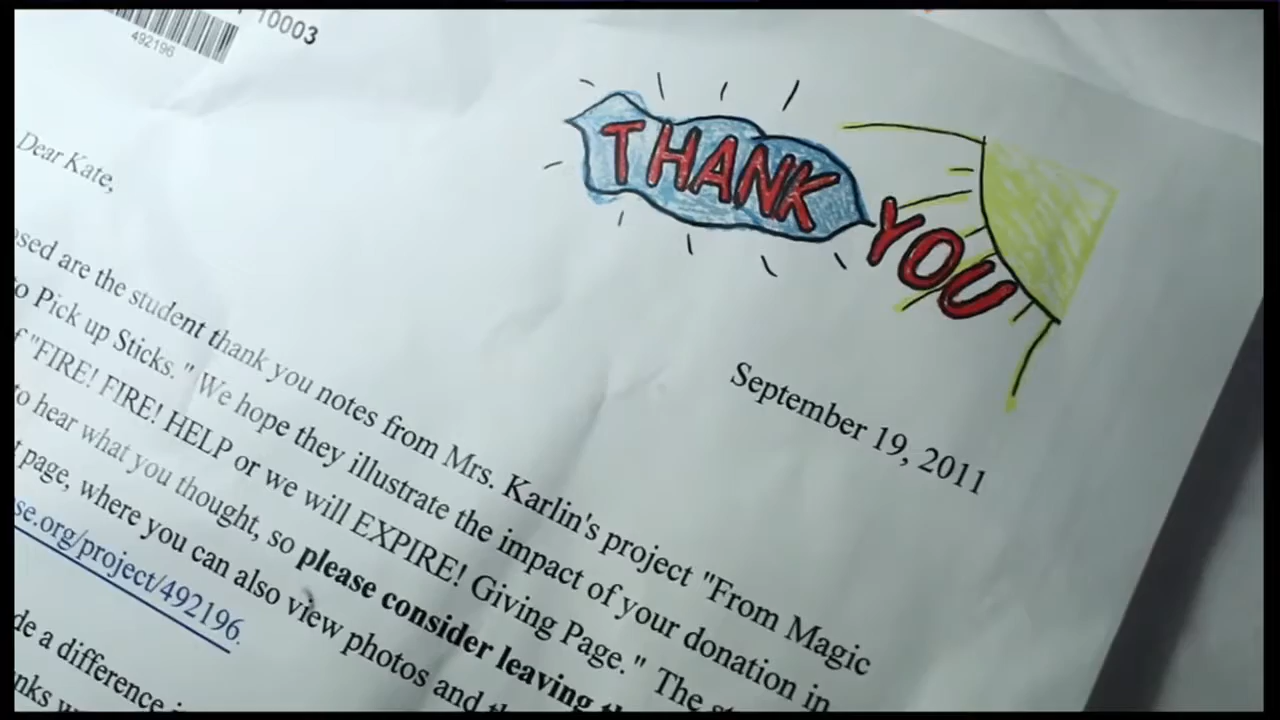 10003
492196
THANK YOU
Dear Kate,
September 19, 2011
are the student thank you notes from Mrs. Karlin's project "From Magic
Pick up Sticks. " We hope they illustrate the impact of your donation in
"FIRE! FIRE! HELP or we will EXPIRE! Giving Page." The
to hear what you thought, so please consider leaving
page, where you can also view photos and
se.org/project/492196.
a difference